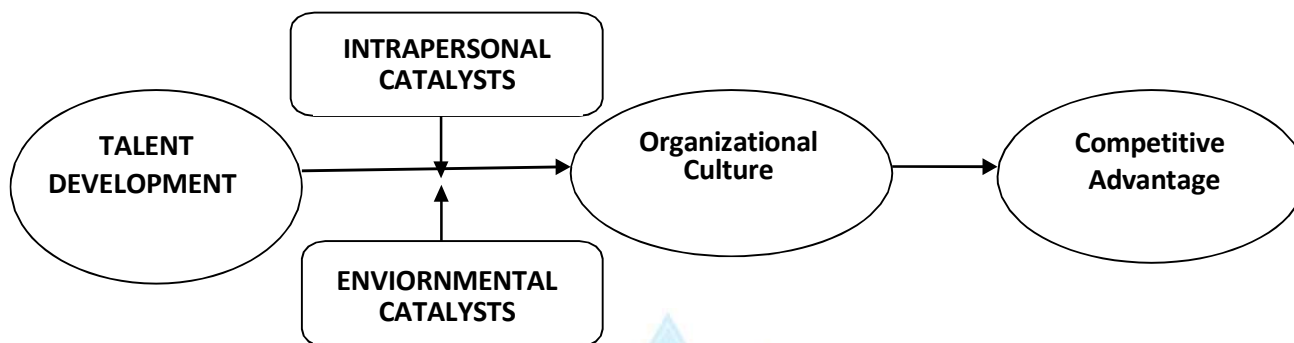 INTRAPERSONAL
CATALYSTS
TALENT
DEVELOPMENT
Organizational
Culture
Competitive
Advantage
ENVIORNMENTAL
CATALYSTS